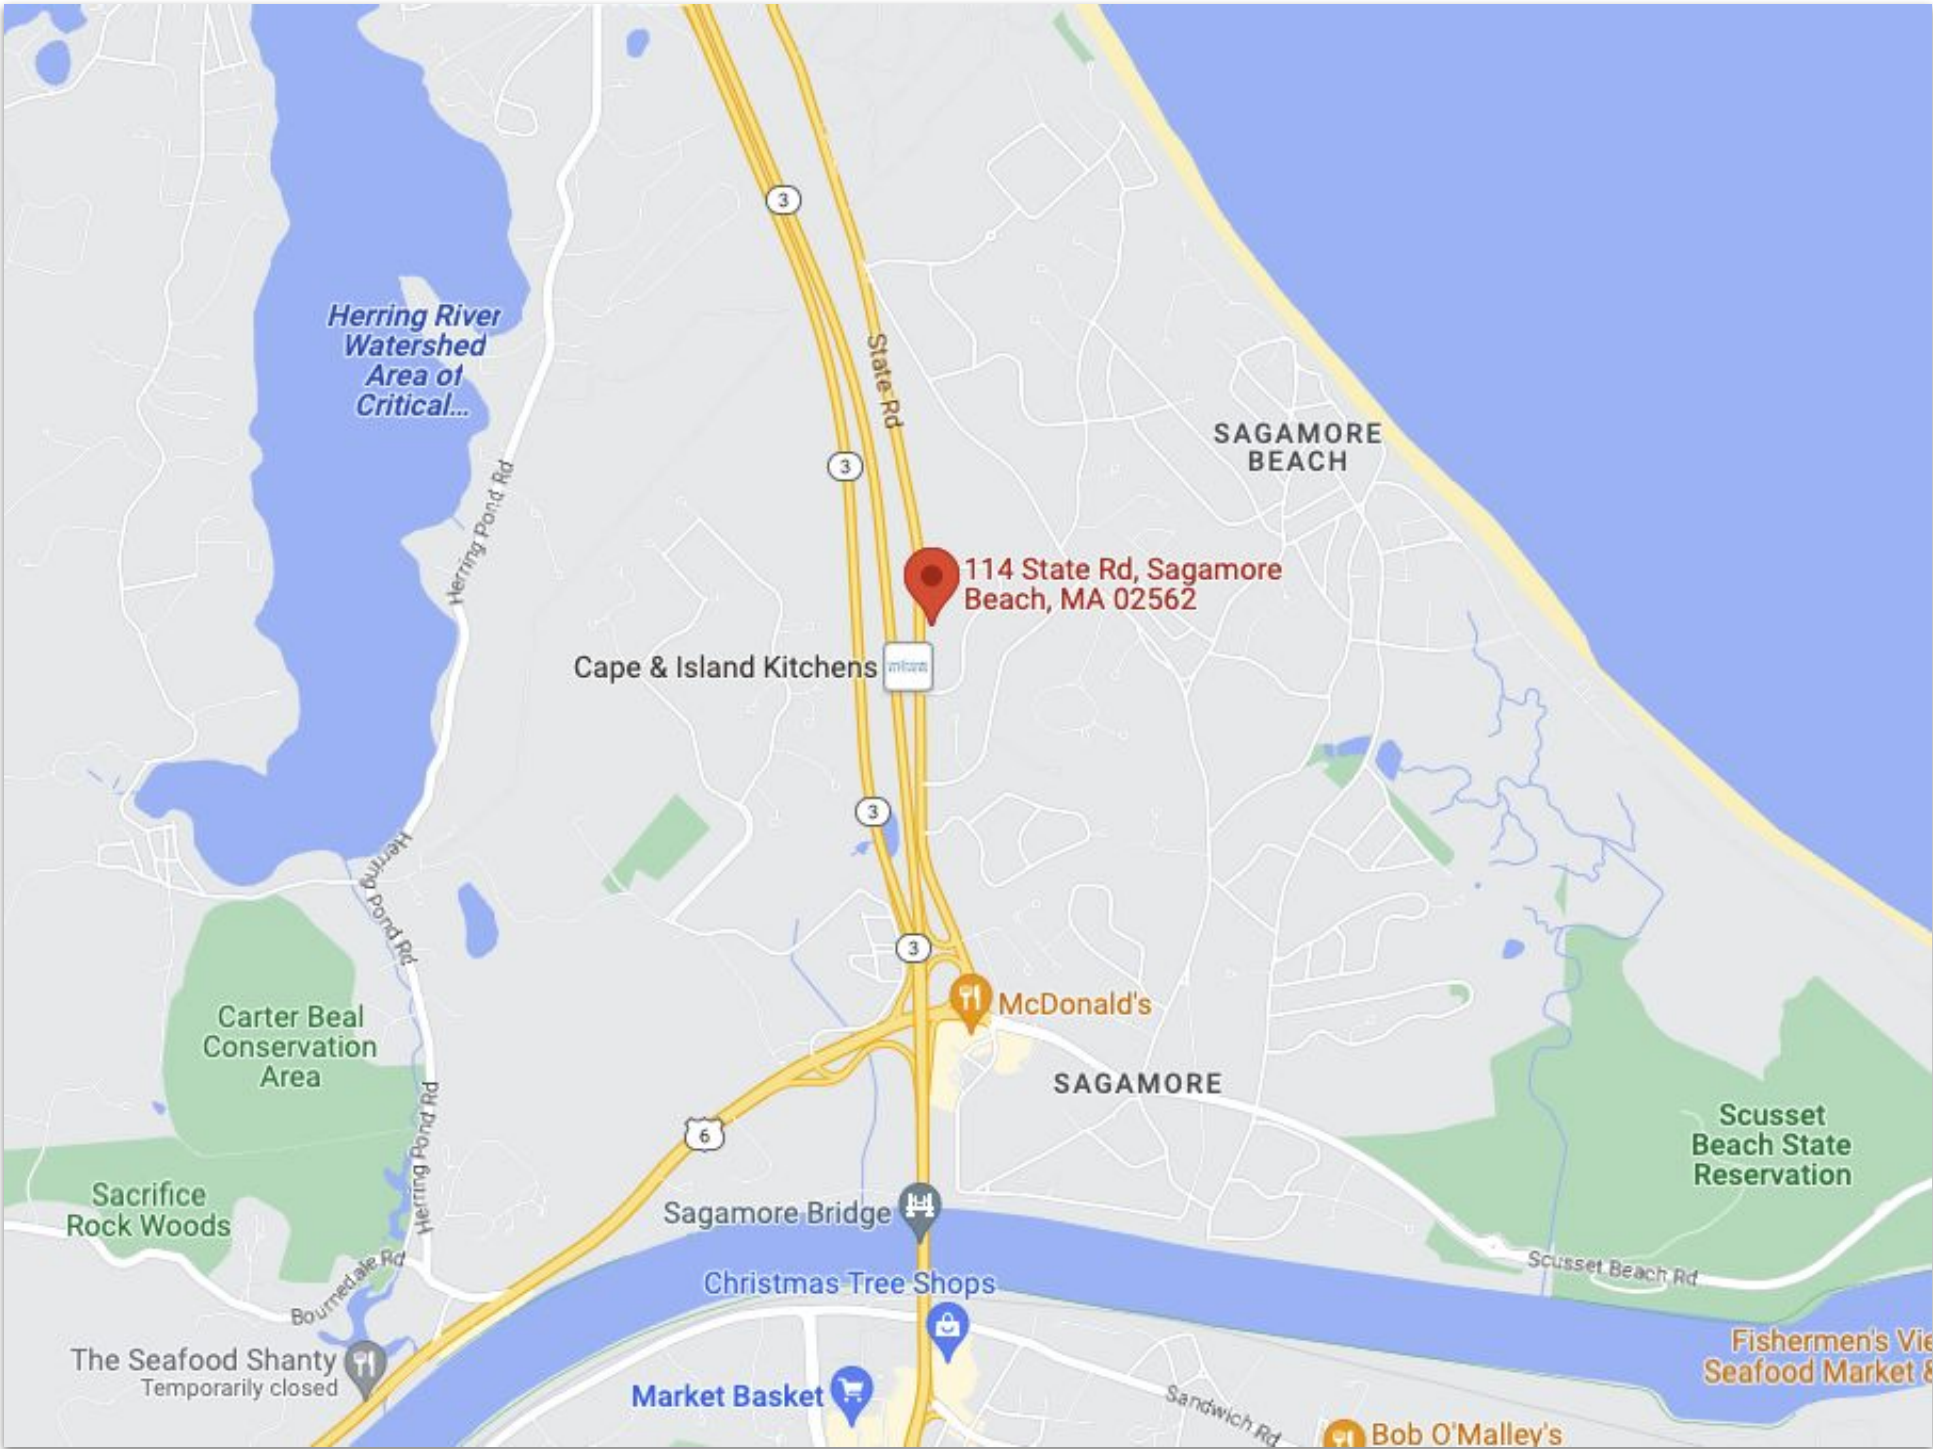 3
Herring River
Watershed
Area of
Critical...
State Rd
SAGAMORE
BEACH
3
Herring Pond Rd
114 State Rd, Sagamore
Beach, MA 02562
Cape & Island Kitchens
3
Herring Pond Rd
3
McDonald's
Carter Beal
Conservation
Area
SAGAMORE
Herring Pond Rd
6
Scusset
Beach State
Reservation
Sacrifice
Rock Woods
Sagamore Bridge
Bournedale Rd
Scusset Beach Rd
Christmas Tree Shops
The Seafood Shanty
Temporarily closed
Fishermen's Vie
Seafood Market &
Market Basket
Sandwich Rd
Bob O'Malley's